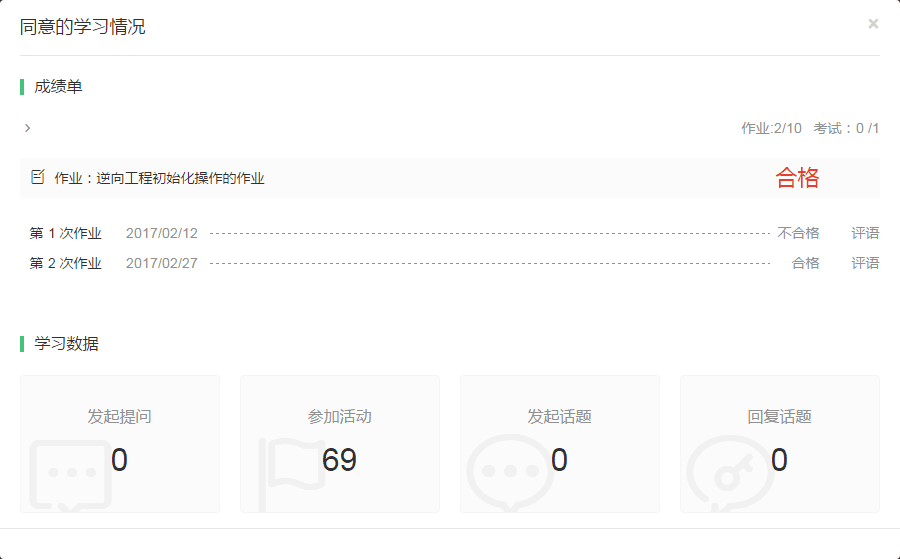 同意的学习情况 ×
成绩单
作业:2/10 考试：0 /1
作业：逆向工程初始化操作的作业 合格
第 1 次作业 2017/02/12 不合格 评语
第 2 次作业 2017/02/27 合格 评语
学习数据
发起提问 参加活动 发起话题 回复话题
0 69 0 0